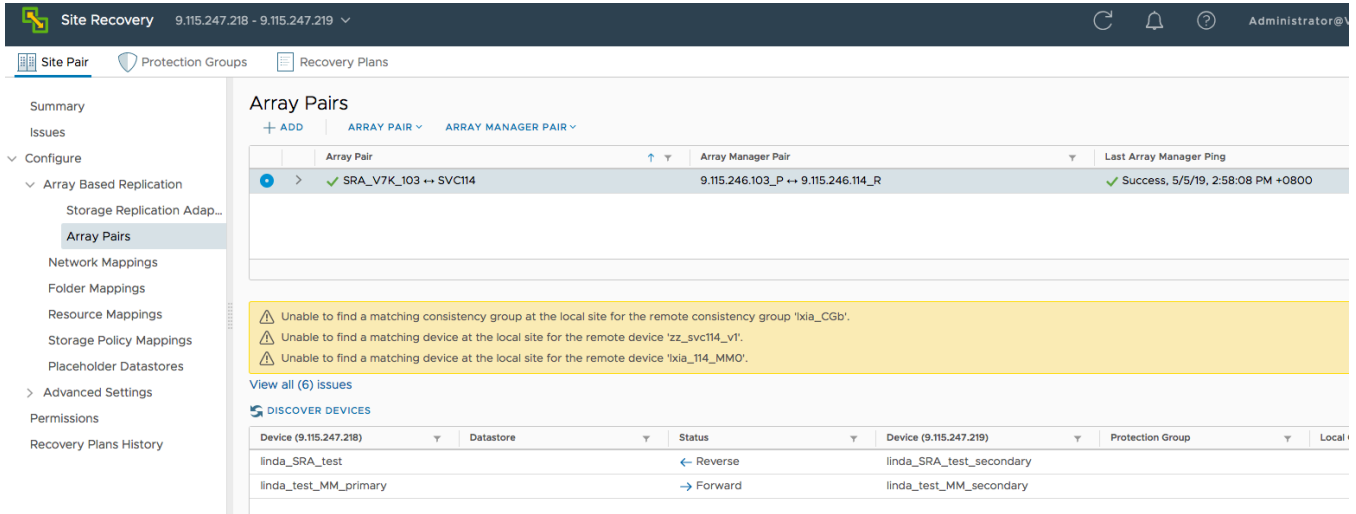 Site Recovery 9.115.247.218 - 9.115.247.219 Administrator@V
Site Pair Protection Groups Recovery Plans
Summary
Issues
Configure
Array Based Replication
Storage Replication Adap...
Array Pairs
Network Mappings
Folder Mappings
Resource Mappings
Storage Policy Mappings
Placeholder Datastores
Advanced Settings
Permissions
Recovery Plans History
Array Pairs
+ ADD ARRAY PAIR ARRAY MANAGER PAIR
Array Pair ↑ Array Manager Pair Last Array Manager Ping
SRA_V7K_103 ↔ SVC114 9.115.246.103_P ↔ 9.115.246.114_R Success, 5/5/19, 2:58:08 PM +0800
Unable to find a matching consistency group at the local site for the remote consistency group 'lxia_CGb'.
Unable to find a matching device at the local site for the remote device 'zz_svc114_v1'.
Unable to find a matching device at the local site for the remote device 'lxia_114_MM0'.
View all (6) issues
DISCOVER DEVICES
Device (9.115.247.218) Datastore Status Device (9.115.247.219) Protection Group Local
linda_SRA_test ← Reverse linda_SRA_test_secondary
linda_test_MM_primary → Forward linda_test_MM_secondary